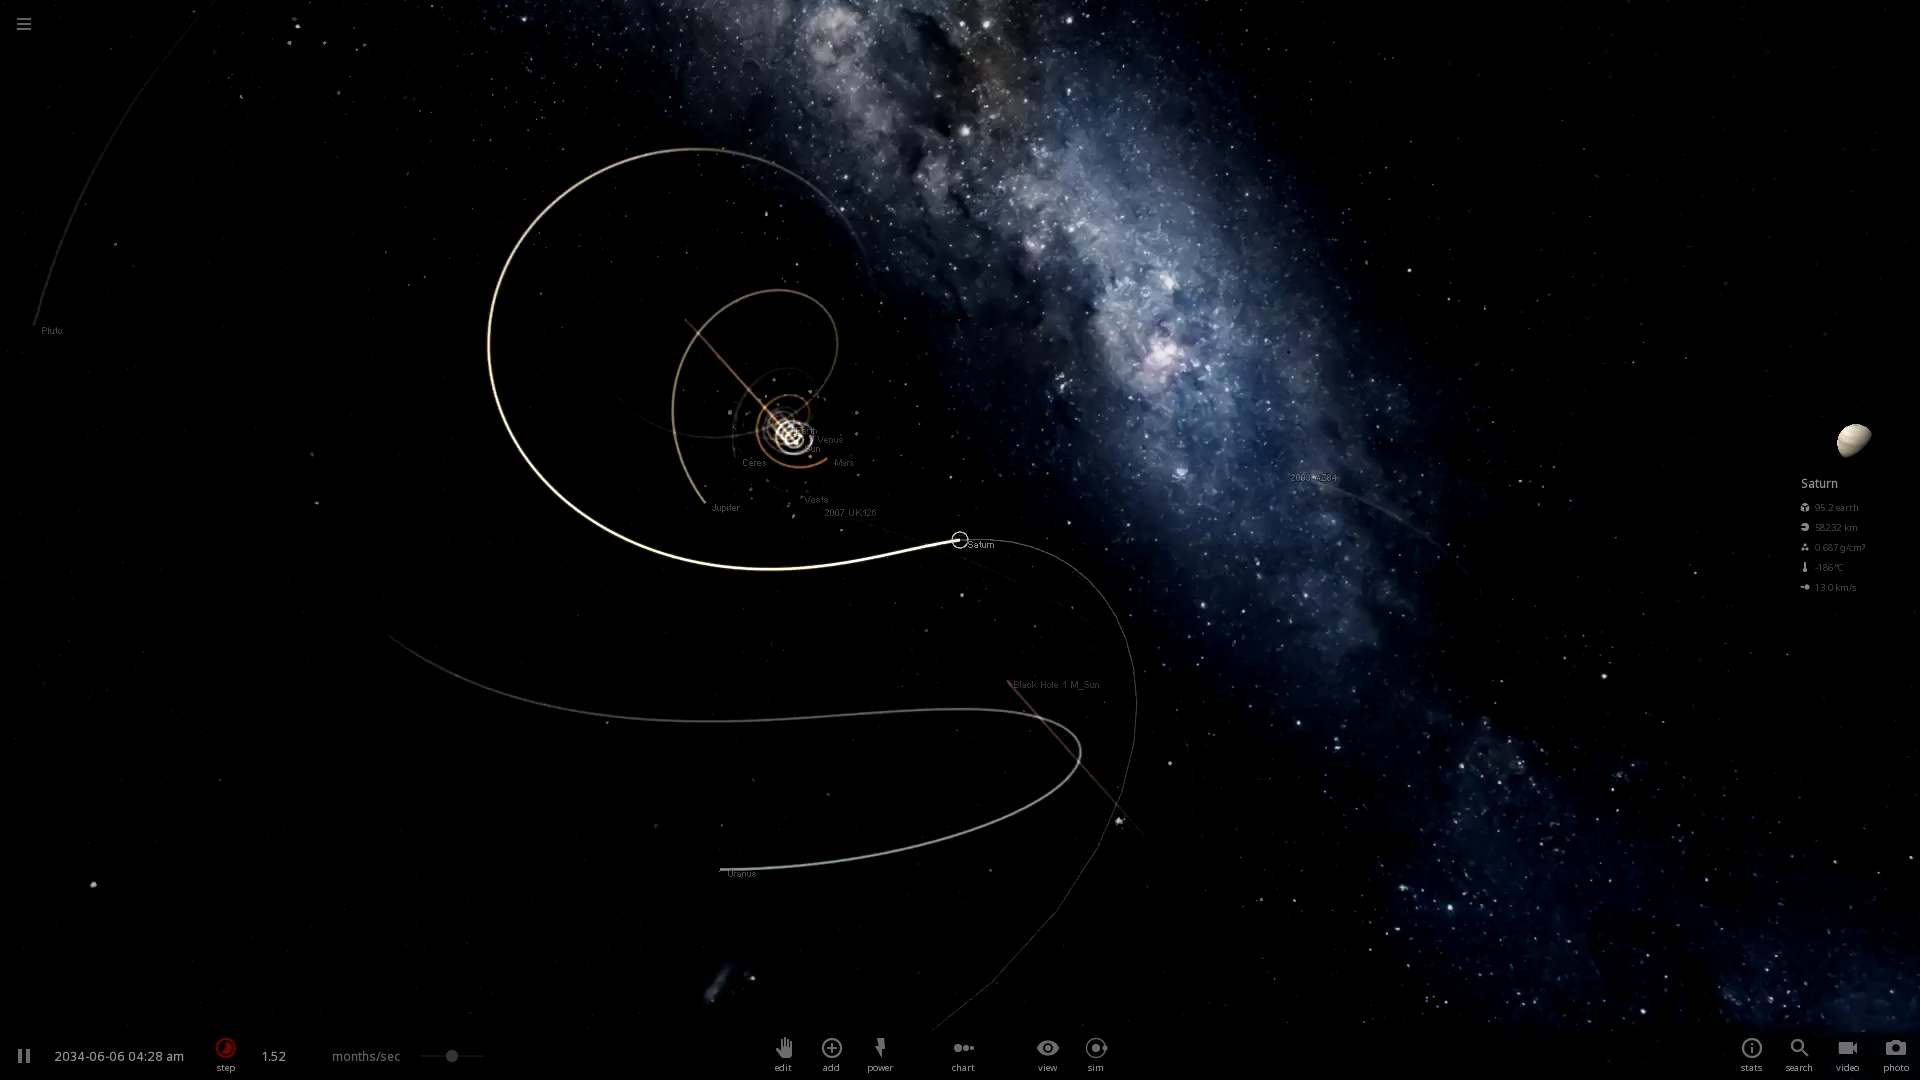 Pluto
Earth
Venus
Sun
Ceres
Mars
2003 AZ84
Saturn
Vesta
Jupiter
2007 UK126
95.2 earth
58232 km
Saturn
0.687 g/cm³
-186 °C
13.0 km/s
Black Hole 1 M_Sun
Uranus
2034-06-06 04:28 am
step
1.52
months/sec
edit
add
power
chart
view
sim
stats
search
video
photo